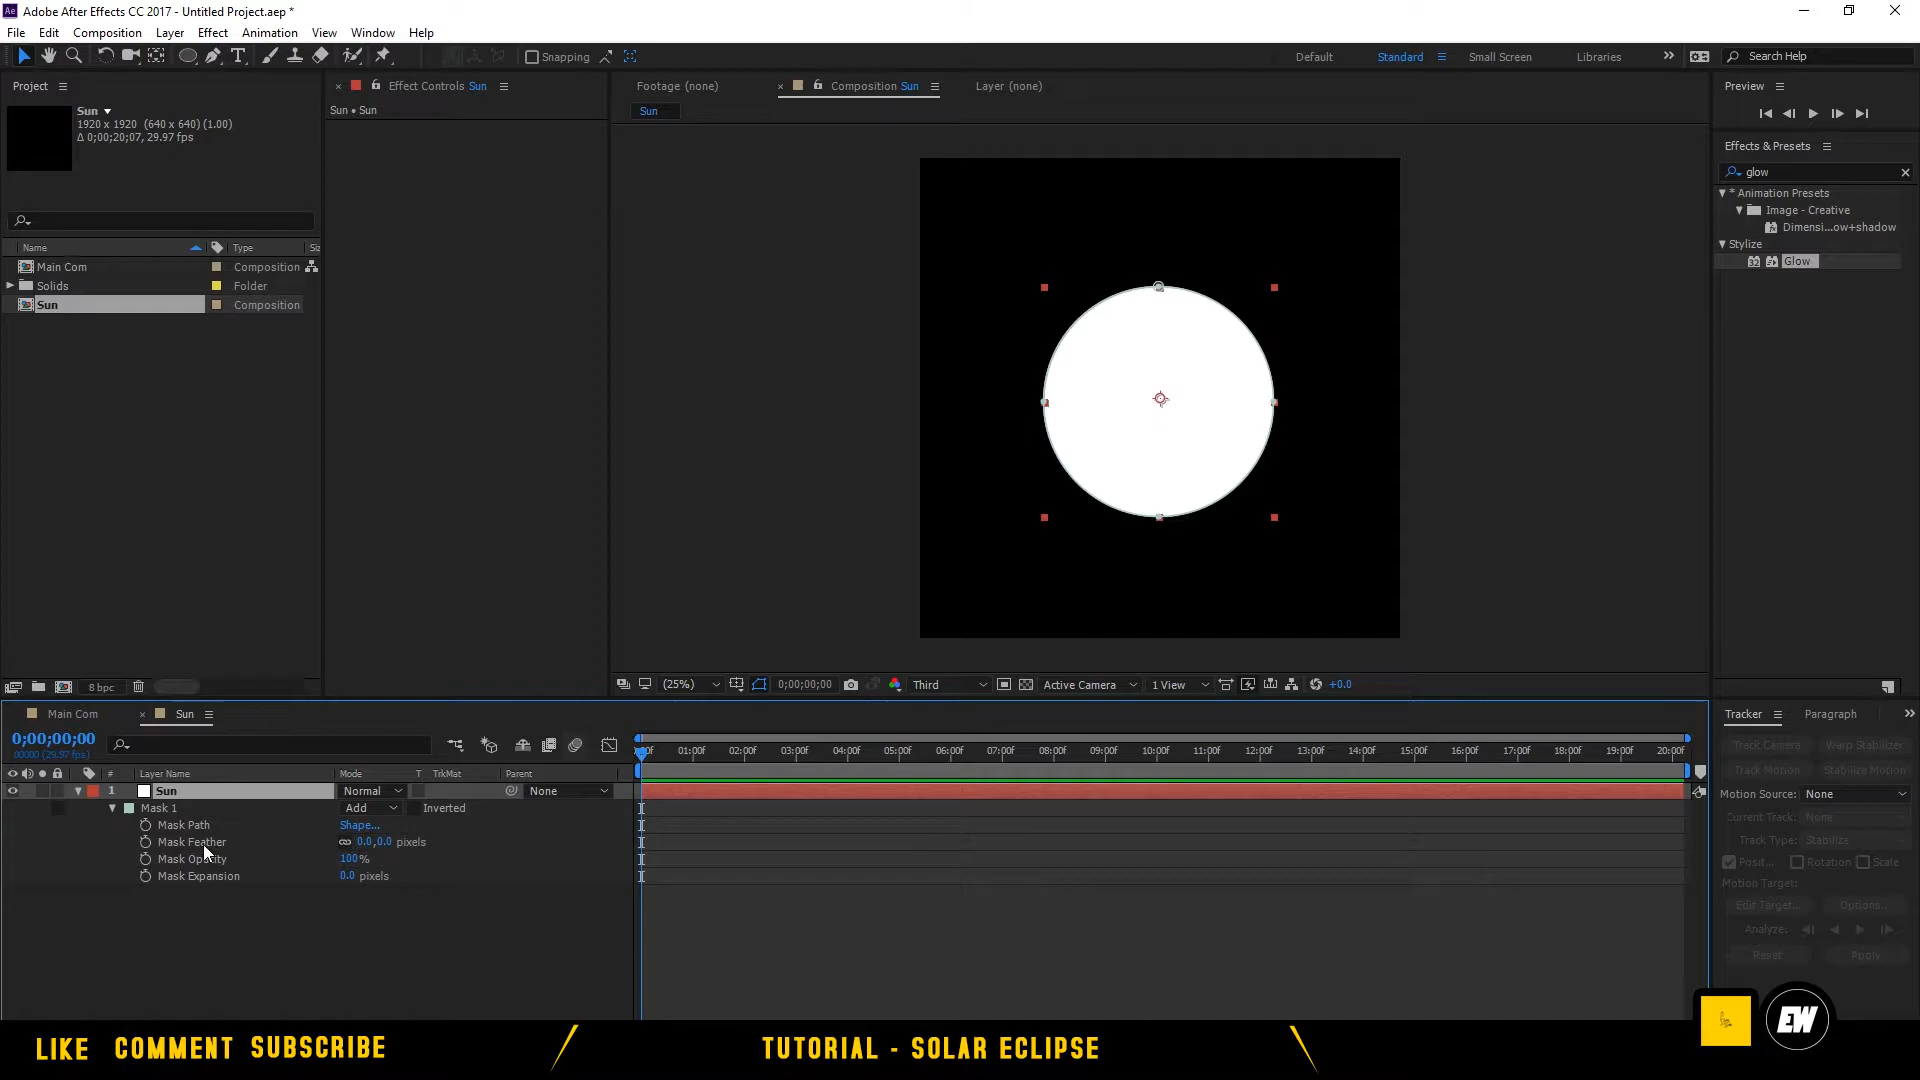 Ae Adobe After Effects CC 2017 - Untitled Project.aep *
File Edit Composition Layer Effect Animation View Window Help
Snapping Default Standard Small Screen Libraries Search Help
Project Effect Controls Sun Footage (none) Composition Sun Layer (none) Preview
Sun • Sun Sun
Sun
1920 x 1920 (640 x 640) (1.00)
Δ 0;00;20;07, 29.97 fps
Effects & Presets
glow
* Animation Presets
Image - Creative
Dimensi...ow+shadow
Stylize
Glow
Name Type Siz
Main Com Composition
Solids Folder
Sun Composition
8 bpc
(25%) 0;00;00;00 Third Active Camera 1 View +0.0
Main Com Sun
0;00;00;00
00000 (29.97 fps)
01:00f 02:00f 03:00f 04:00f 05:00f 06:00f 07:00f 08:00f 09:00f 10:00f 11:00f 12:00f 13:00f 14:00f 15:00f 16:00f 17:00f 18:00f 19:00f 20:00f
# Layer Name Mode T TrkMat Parent
1 Sun Normal None
Mask 1 Add Inverted
Mask Path Shape...
Mask Feather 0.0,0.0 pixels
Mask Opacity 100%
Mask Expansion 0.0 pixels
Tracker Paragraph
Track Camera Warp Stabilizer
Track Motion Stabilize Motion
Motion Source: None
Current Track: None
Track Type: Stabilize
Posit... Rotation Scale
Motion Target:
Edit Target... Options...
Analyze:
Reset Apply
EW
LIKE COMMENT SUBSCRIBE TUTORIAL - SOLAR ECLIPSE